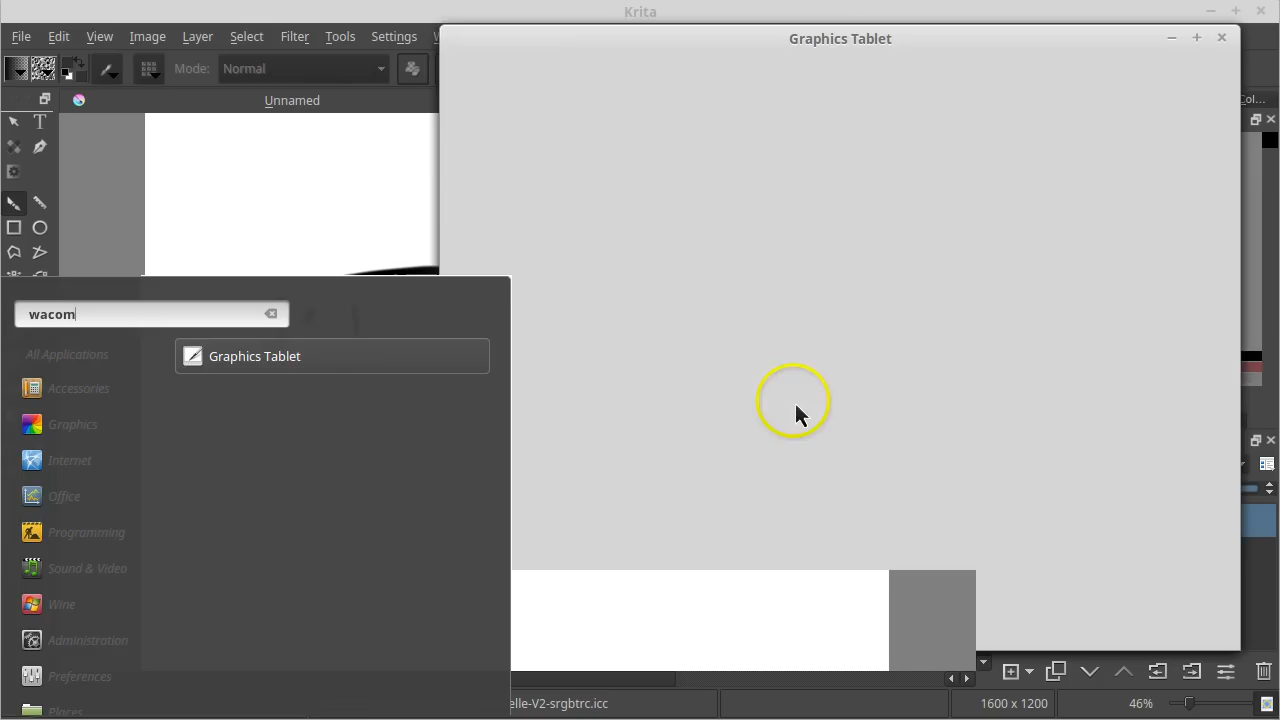 Krita
File Edit View Image Layer Select Filter Tools Settings
Graphics Tablet
Mode: Normal
Unnamed
Col...
wacom
All Applications
Graphics Tablet
Accessories
Graphics
Internet
Office
Programming
Sound & Video
Wine
Administration
Preferences
Places
elle-V2-srgbtrc.icc
1600 x 1200
46%